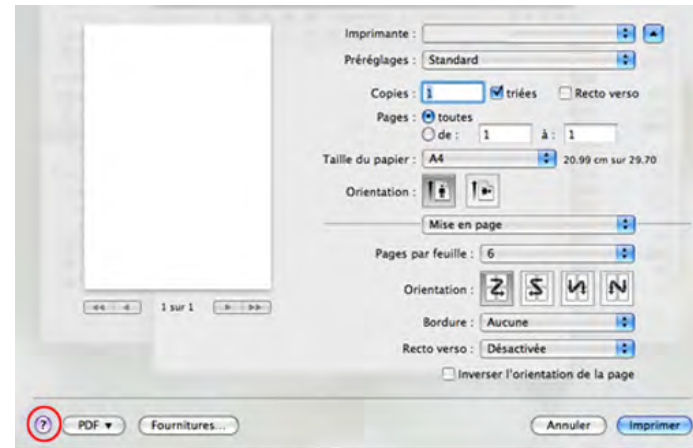 Imprimante :
Préréglages : Standard
Copies : 1 triées Recto verso
Pages : toutes
de : 1 à : 1
Taille du papier : A4 20.99 cm sur 29.70
Orientation :
Mise en page
Pages par feuille : 6
Orientation :
1 sur 1
Bordure : Aucune
Recto verso : Désactivée
Inverser l'orientation de la page
? PDF Fournitures... Annuler Imprimer